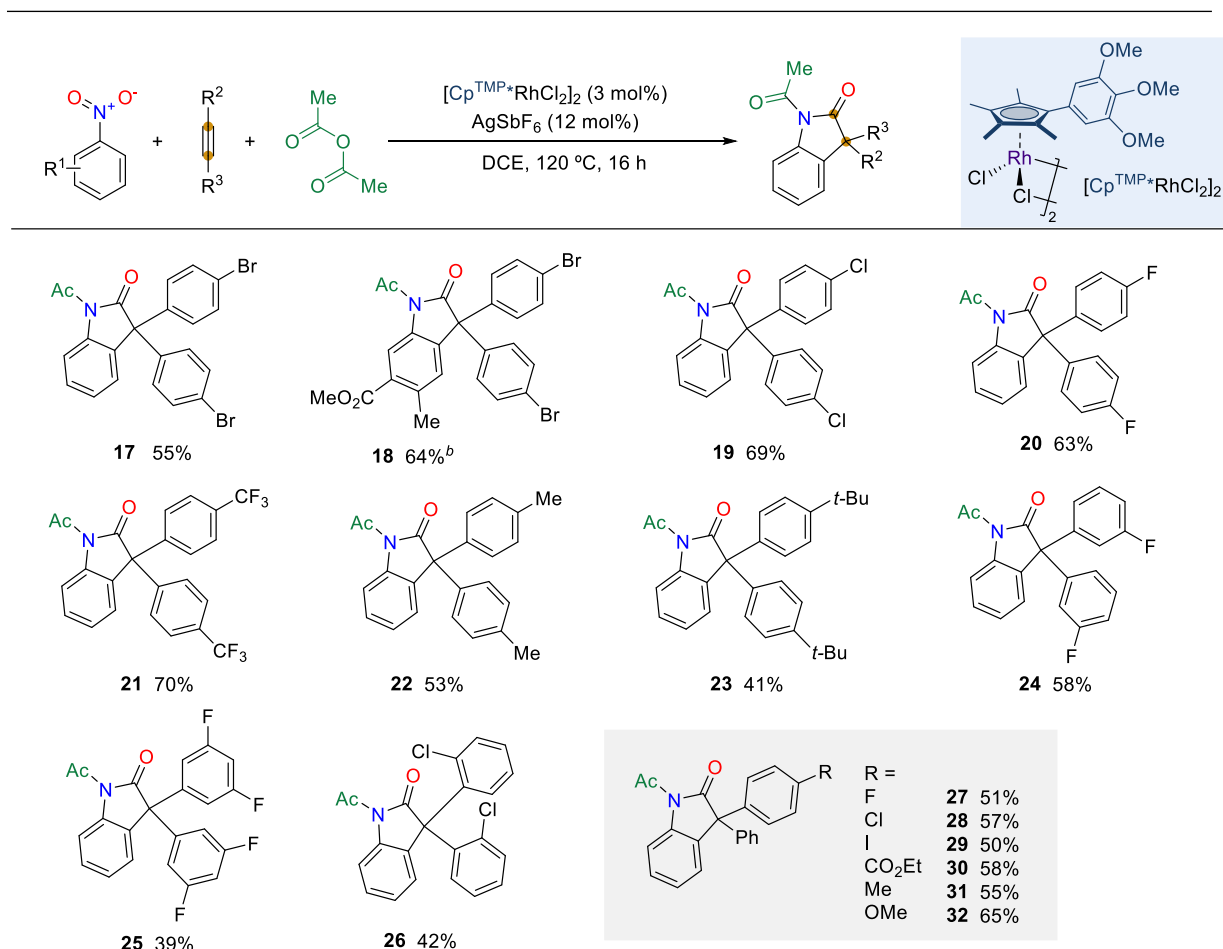 O
N+
O-
R1
+
R2
R3
+
Me
O
O
O
Me
[CpTMP*RhCl2]2 (3 mol%)
AgSbF6 (12 mol%)
DCE, 120 ºC, 16 h
Me
O
N
O
R3
R2
OMe
OMe
OMe
Rh
Cl
Cl
2
[CpTMP*RhCl2]2
Ac
N
O
Br
Br
17 55%
Ac
N
O
Br
MeO2C
Me
Br
18 64%b
Ac
N
O
Cl
Cl
19 69%
Ac
N
O
F
F
20 63%
Ac
N
O
CF3
CF3
21 70%
Ac
N
O
Me
Me
22 53%
Ac
N
O
t-Bu
t-Bu
23 41%
Ac
N
O
F
F
24 58%
Ac
N
O
F
F
F
F
25 39%
Ac
N
O
Cl
Cl
26 42%
Ac
N
O
R
Ph
R =
F 27 51%
Cl 28 57%
I 29 50%
CO2Et 30 58%
Me 31 55%
OMe 32 65%